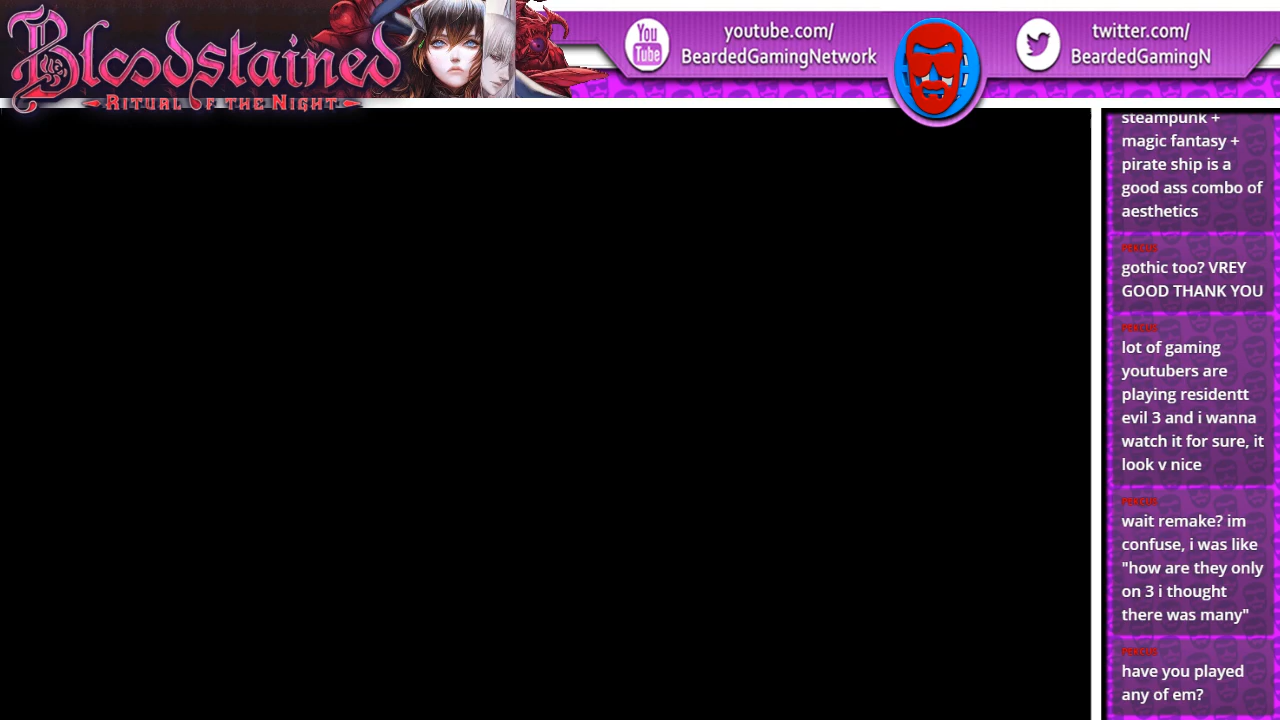 Bloodstained
RITUAL OF THE NIGHT
You
Tube
youtube.com/
BeardedGamingNetwork
twitter.com/
BeardedGamingN
steampunk +
magic fantasy +
pirate ship is a
good ass combo of
aesthetics
gothic too? VREY
GOOD THANK YOU
lot of gaming
youtubers are
playing residentt
evil 3 and i wanna
watch it for sure, it
look v nice
wait remake? im
confuse, i was like
"how are they only
on 3 i thought
there was many"
have you played
any of em?